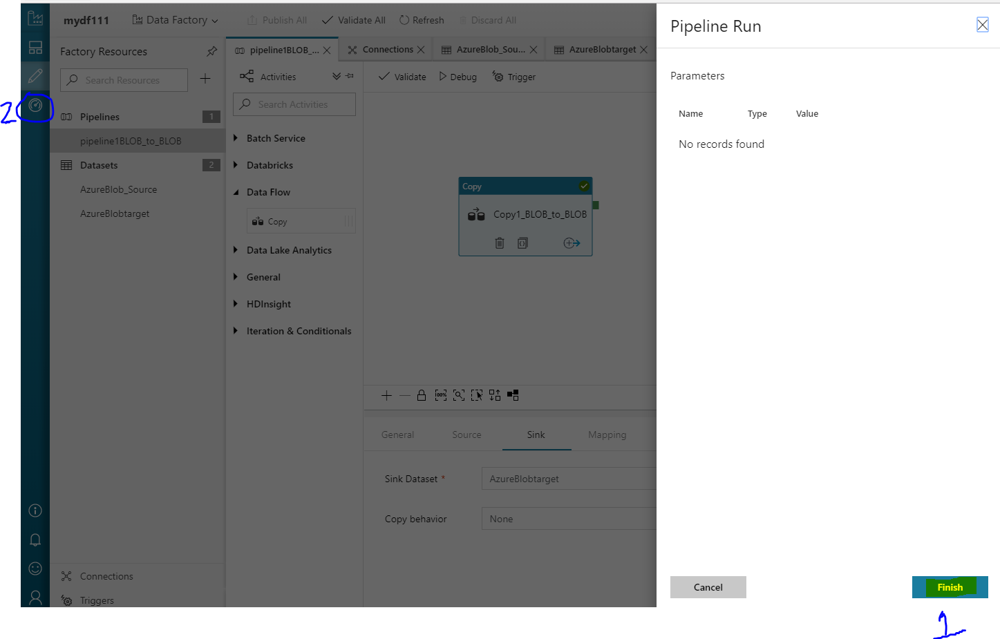 mydf111
Data Factory
Publish All
Validate All
Refresh
Discard All
Factory Resources
Search Resources
Pipelines
1
pipeline1BLOB_to_BLOB
Datasets
2
AzureBlob_Source
AzureBlobtarget
Connections
Triggers
2
pipeline1BLOB_...
Connections
AzureBlob_Sou...
AzureBlobtarget
Activities
Search Activities
Batch Service
Databricks
Data Flow
Copy
Data Lake Analytics
General
HDInsight
Iteration & Conditionals
Validate
Debug
Trigger
Copy
Copy1_BLOB_to_BLOB
100%
General
Source
Sink
Mapping
Sink Dataset *
AzureBlobtarget
Copy behavior
None
Pipeline Run
Parameters
Name Type Value
No records found
Cancel
Finish
1